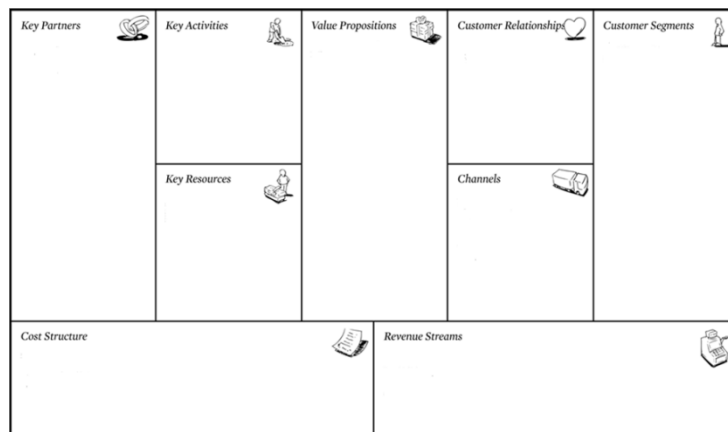 Key Partners
Key Activities
Value Propositions
Customer Relationships
Customer Segments
Key Resources
Channels
Cost Structure
Revenue Streams